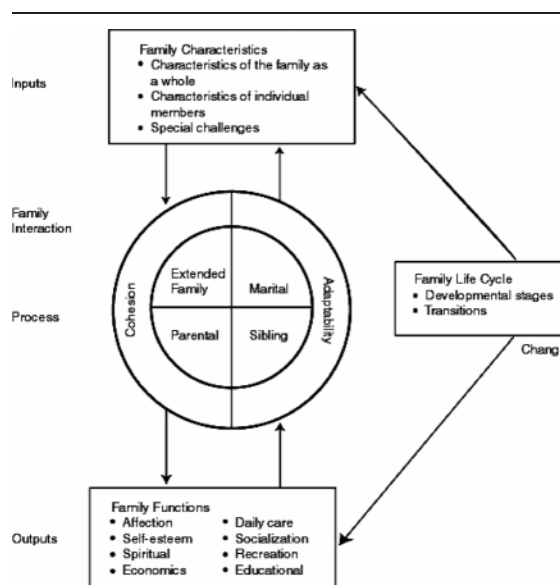 Family Characteristics
• Characteristics of the family as
a whole
• Characteristics of individual
members
• Special challenges
Inputs
Family
Interaction
Process
Cohesion
Extended
Family
Marital
Parental
Sibling
Adaptability
Family Life Cycle
• Developmental stages
• Transitions
Chang
Family Functions
• Affection
• Self-esteem
• Spiritual
• Economics
• Daily care
• Socialization
• Recreation
• Educational
Outputs